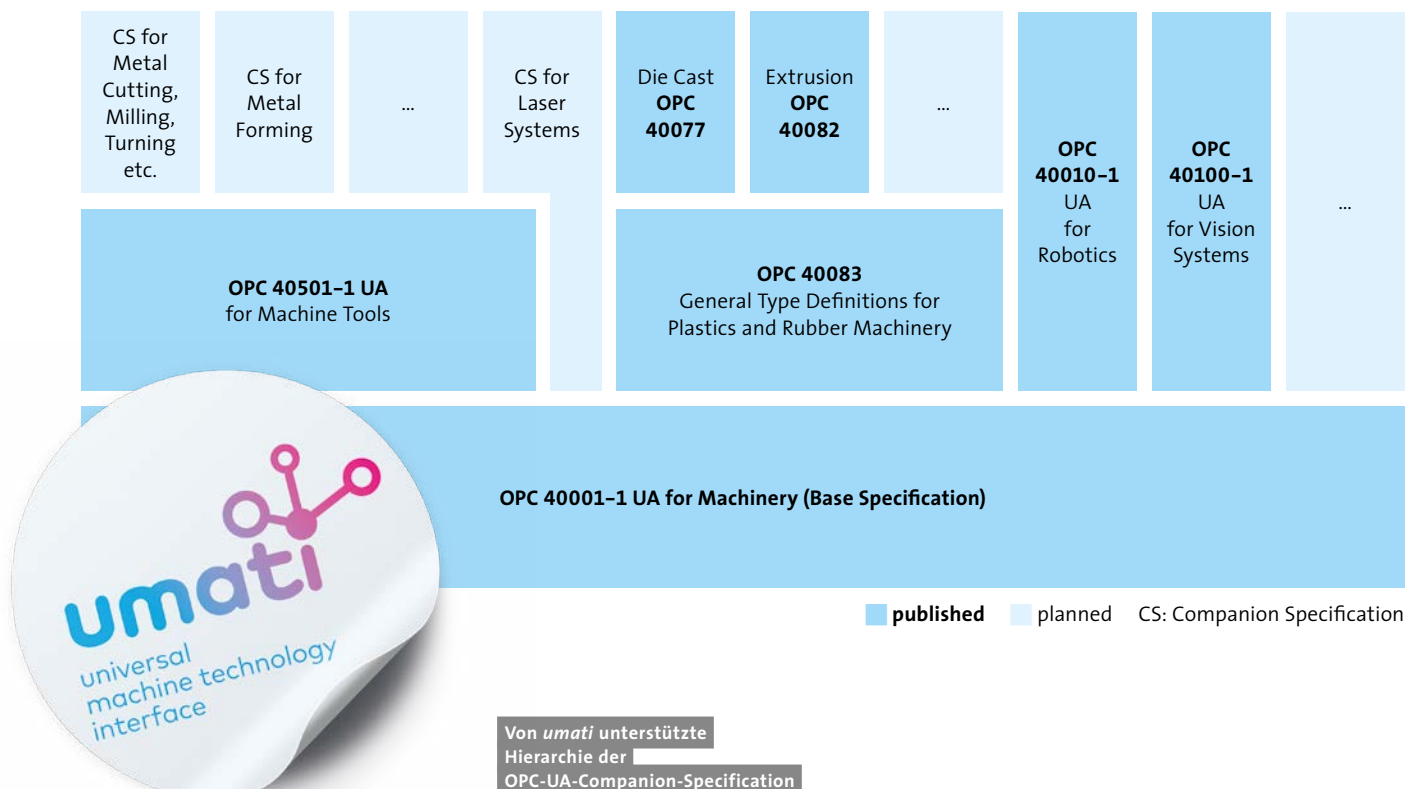 CS for
Metal
Cutting,
Milling,
Turning
etc.
CS for
Metal
Forming
...
CS for
Laser
Systems
Die Cast
OPC
40077
Extrusion
OPC
40082
...
OPC
40010–1
UA
for
Robotics
OPC
40100–1
UA
for Vision
Systems
...
OPC 40501–1 UA
for Machine Tools
OPC 40083
General Type Definitions for
Plastics and Rubber Machinery
OPC 40001–1 UA for Machinery (Base Specification)
umati
universal
machine technology
interface
published planned CS: Companion Specification
Von umati unterstützte
Hierarchie der
OPC-UA-Companion-Specification